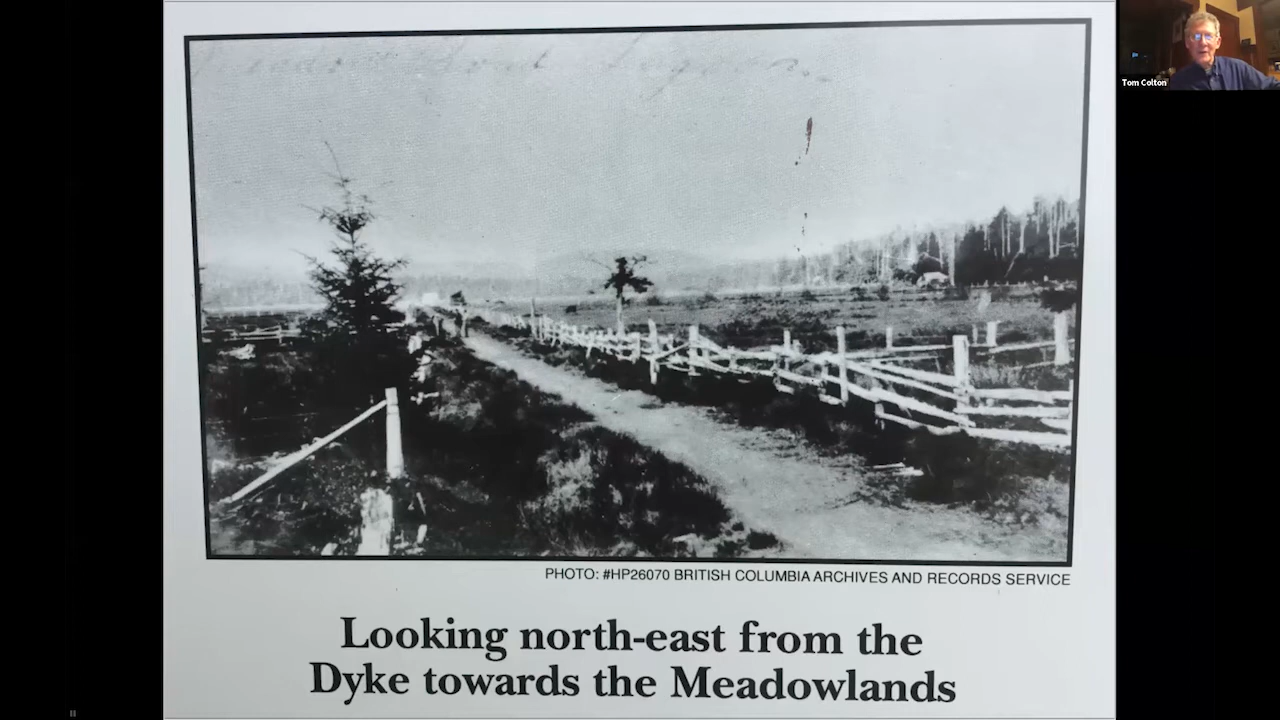 Tom Colton
PHOTO: #HP26070 BRITISH COLUMBIA ARCHIVES AND RECORDS SERVICE
Looking north-east from the
Dyke towards the Meadowlands